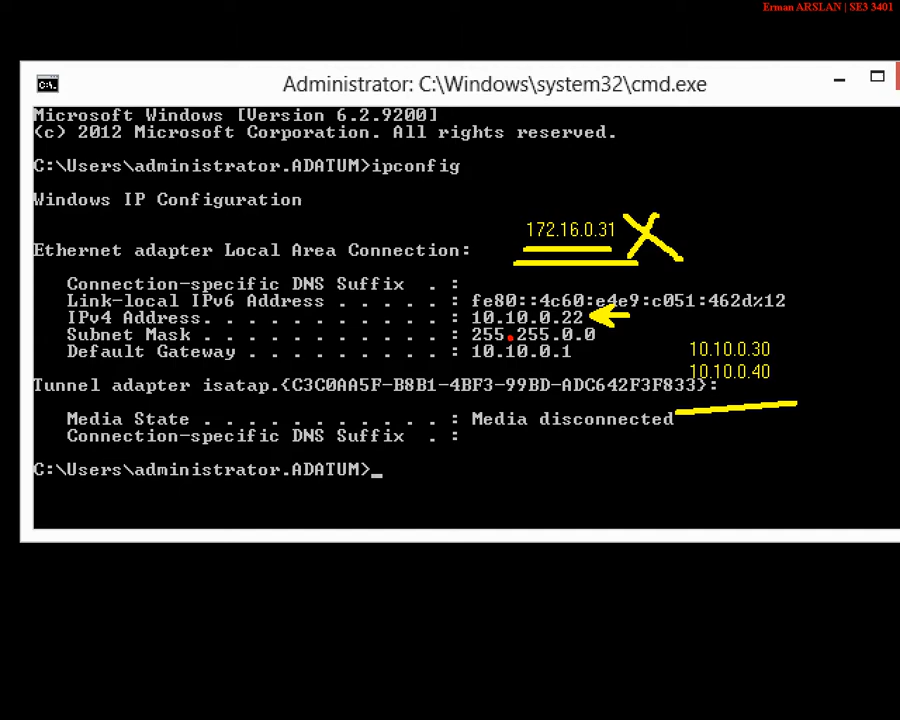 Erman ARSLAN | SE3 3401
Administrator: C:\Windows\system32\cmd.exe
Microsoft Windows [Version 6.2.9200]
(c) 2012 Microsoft Corporation. All rights reserved.
C:\Users\administrator.ADATUM>ipconfig
Windows IP Configuration
172.16.0.31
Ethernet adapter Local Area Connection:
Connection-specific DNS Suffix  . :
Link-local IPv6 Address . . . . . : fe80::4c60:e4e9:c051:462d%12
IPv4 Address. . . . . . . . . . . : 10.10.0.22
Subnet Mask . . . . . . . . . . . : 255.255.0.0
Default Gateway . . . . . . . . . : 10.10.0.1
10.10.0.30
10.10.0.40
Tunnel adapter isatap.{C3C0AA5F-B8B1-4BF3-99BD-ADC642F3F833}:
Media State . . . . . . . . . . . : Media disconnected
Connection-specific DNS Suffix  . :
C:\Users\administrator.ADATUM>_